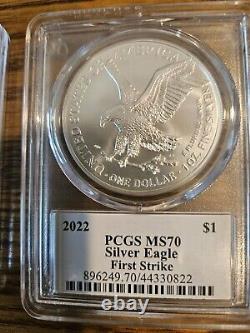 UNITED STATES OF AMERICA
1 OZ. FINE SILVER
ONE DOLLAR
2022 $1
PCGS MS70
Silver Eagle
First Strike
896249.70/44330822